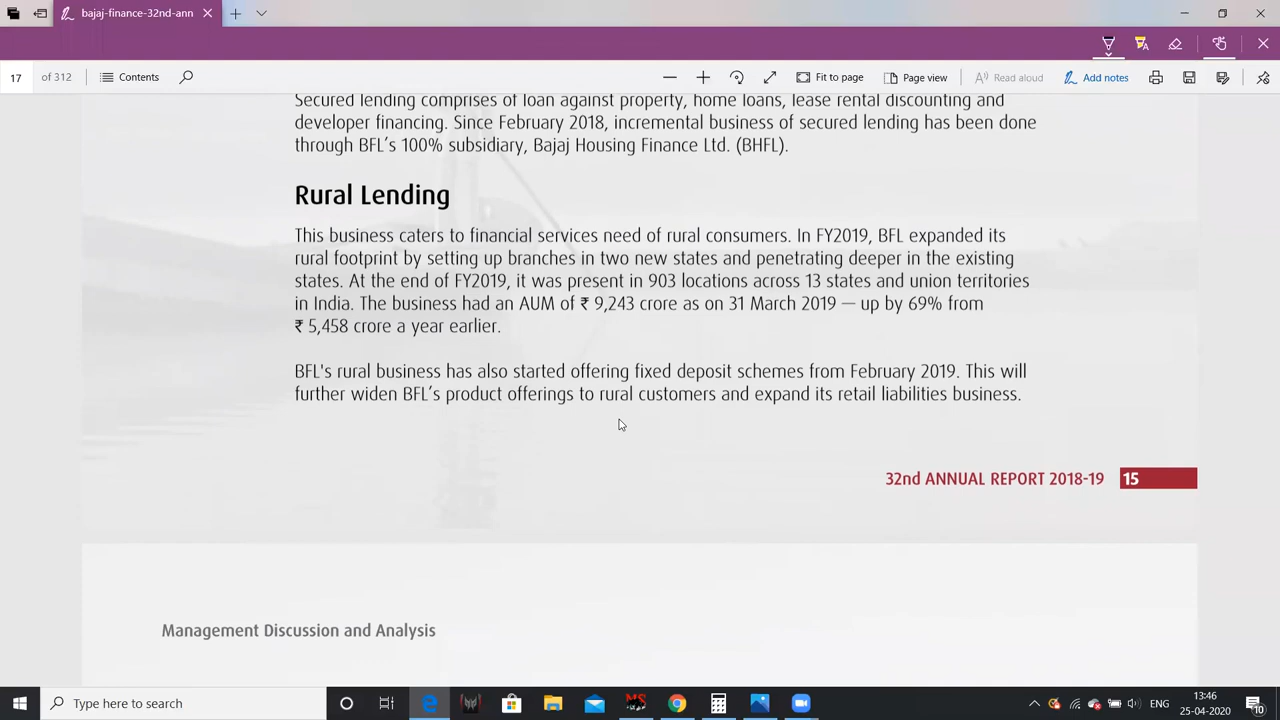 bajaj-finance-32nd-ann
17 of 312 Contents Fit to page Page view Read aloud Add notes
Secured lending comprises of loan against property, home loans, lease rental discounting and
developer financing. Since February 2018, incremental business of secured lending has been done
through BFL's 100% subsidiary, Bajaj Housing Finance Ltd. (BHFL).
Rural Lending
This business caters to financial services need of rural consumers. In FY2019, BFL expanded its
rural footprint by setting up branches in two new states and penetrating deeper in the existing
states. At the end of FY2019, it was present in 903 locations across 13 states and union territories
in India. The business had an AUM of ₹ 9,243 crore as on 31 March 2019 — up by 69% from
₹ 5,458 crore a year earlier.
BFL's rural business has also started offering fixed deposit schemes from February 2019. This will
further widen BFL's product offerings to rural customers and expand its retail liabilities business.
32nd ANNUAL REPORT 2018-19 15
Management Discussion and Analysis
Type here to search
ENG
13:46
25-04-2020